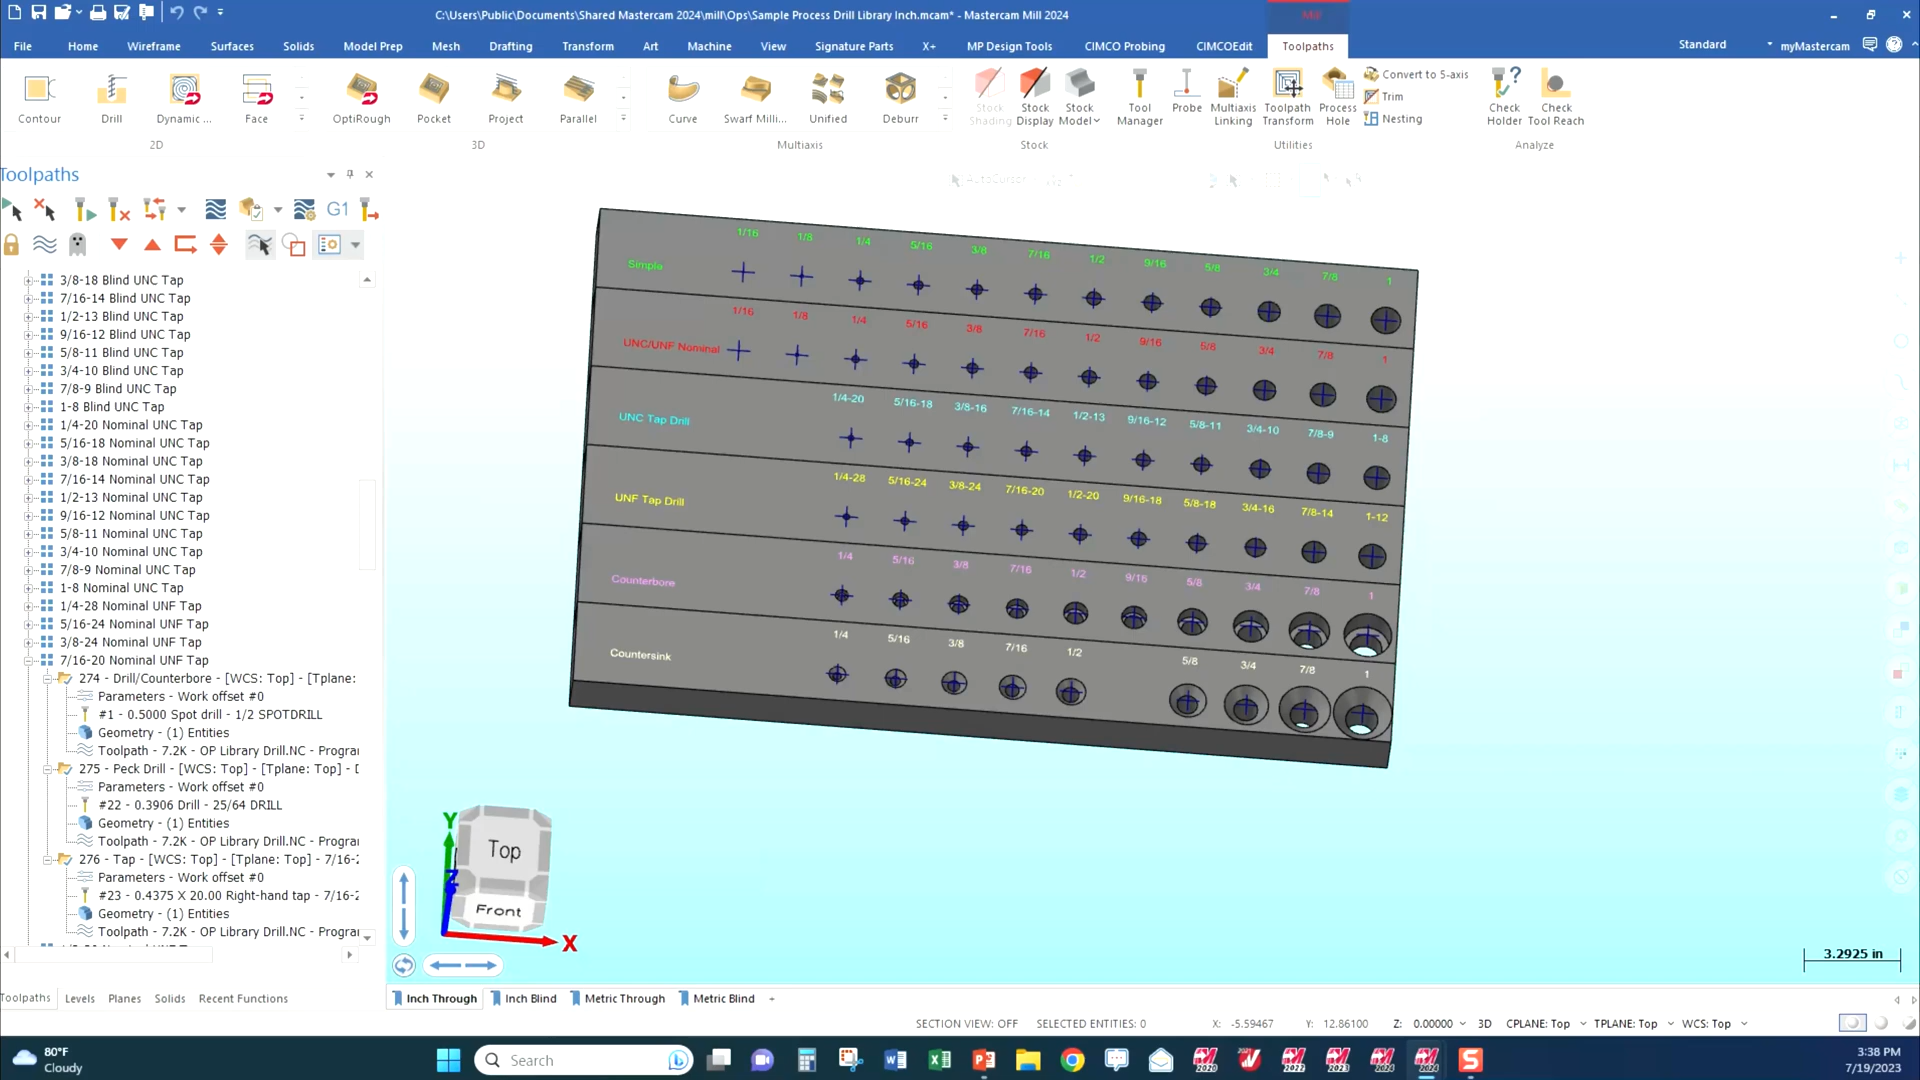 C:\Users\Public\Documents\Shared Mastercam 2024\mill\Ops\Sample Process Drill Library Inch.mcam* - Mastercam Mill 2024
Mill
File Home Wireframe Surfaces Solids Model Prep Mesh Drafting Transform Art Machine View Signature Parts X+ MP Design Tools CIMCO Probing CIMCOEdit Toolpaths
Standard myMastercam
Contour Drill Dynamic ... Face OptiRough Pocket Project Parallel Curve Swarf Milli... Unified Deburr
Stock Shading Stock Display Stock Model Tool Manager Probe Multiaxis Linking Toolpath Transform Process Hole
Convert to 5-axis
Trim
Nesting
Check Holder Check Tool Reach
2D 3D Multiaxis Stock Utilities Analyze
Toolpaths
AutoCursor
G1
3/8-18 Blind UNC Tap
7/16-14 Blind UNC Tap
1/2-13 Blind UNC Tap
9/16-12 Blind UNC Tap
5/8-11 Blind UNC Tap
3/4-10 Blind UNC Tap
7/8-9 Blind UNC Tap
1-8 Blind UNC Tap
1/4-20 Nominal UNC Tap
5/16-18 Nominal UNC Tap
3/8-18 Nominal UNC Tap
7/16-14 Nominal UNC Tap
1/2-13 Nominal UNC Tap
9/16-12 Nominal UNC Tap
5/8-11 Nominal UNC Tap
3/4-10 Nominal UNC Tap
7/8-9 Nominal UNC Tap
1-8 Nominal UNC Tap
1/4-28 Nominal UNF Tap
5/16-24 Nominal UNF Tap
3/8-24 Nominal UNF Tap
7/16-20 Nominal UNF Tap
274 - Drill/Counterbore - [WCS: Top] - [Tplane:
Parameters - Work offset #0
#1 - 0.5000 Spot drill - 1/2 SPOTDRILL
Geometry - (1) Entities
Toolpath - 7.2K - OP Library Drill.NC - Prograr
275 - Peck Drill - [WCS: Top] - [Tplane: Top] - D
Parameters - Work offset #0
#22 - 0.3906 Drill - 25/64 DRILL
Geometry - (1) Entities
Toolpath - 7.2K - OP Library Drill.NC - Prograr
276 - Tap - [WCS: Top] - [Tplane: Top] - 7/16-2
Parameters - Work offset #0
#23 - 0.4375 X 20.00 Right-hand tap - 7/16-2
Geometry - (1) Entities
Toolpath - 7.2K - OP Library Drill.NC - Prograr
1/16 1/8 1/4 5/16 3/8 7/16 1/2 9/16 5/8 3/4 7/8 1
Simple
1/16 1/8 1/4 5/16 3/8 7/16 1/2 9/16 5/8 3/4 7/8 1
UNC/UNF Nominal
1/4-20 5/16-18 3/8-16 7/16-14 1/2-13 9/16-12 5/8-11 3/4-10 7/8-9 1-8
UNC Tap Drill
1/4-28 5/16-24 3/8-24 7/16-20 1/2-20 9/16-18 5/8-18 3/4-16 7/8-14 1-12
UNF Tap Drill
1/4 5/16 3/8 7/16 1/2 9/16 5/8 3/4 7/8 1
Counterbore
1/4 5/16 3/8 7/16 1/2 5/8 3/4 7/8 1
Countersink
Y
Z
X
Top
Front
3.2925 in
Toolpaths Levels Planes Solids Recent Functions
Inch Through Inch Blind Metric Through Metric Blind +
SECTION VIEW: OFF SELECTED ENTITIES: 0 X: -5.59467 Y: 12.86100 Z: 0.00000 3D CPLANE: Top TPLANE: Top WCS: Top
80°F
Cloudy
Search
2020 2021 2022 2023 2024 2024
3:38 PM
7/19/2023